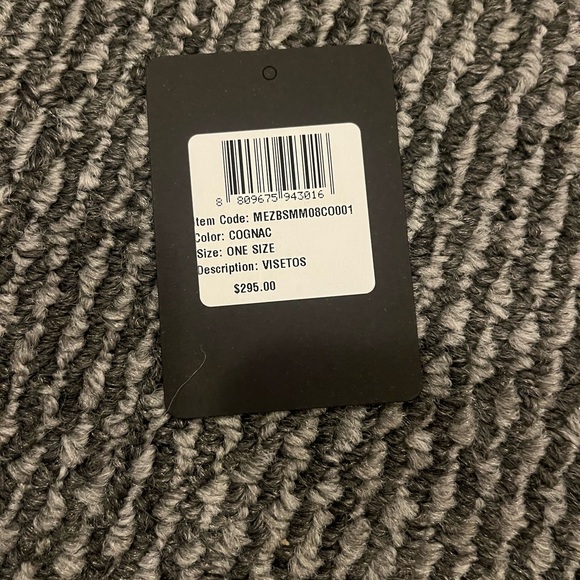 8 809675 943016
Item Code: MEZBSMM08CO001
Color: COGNAC
Size: ONE SIZE
Description: VISETOS
$295.00